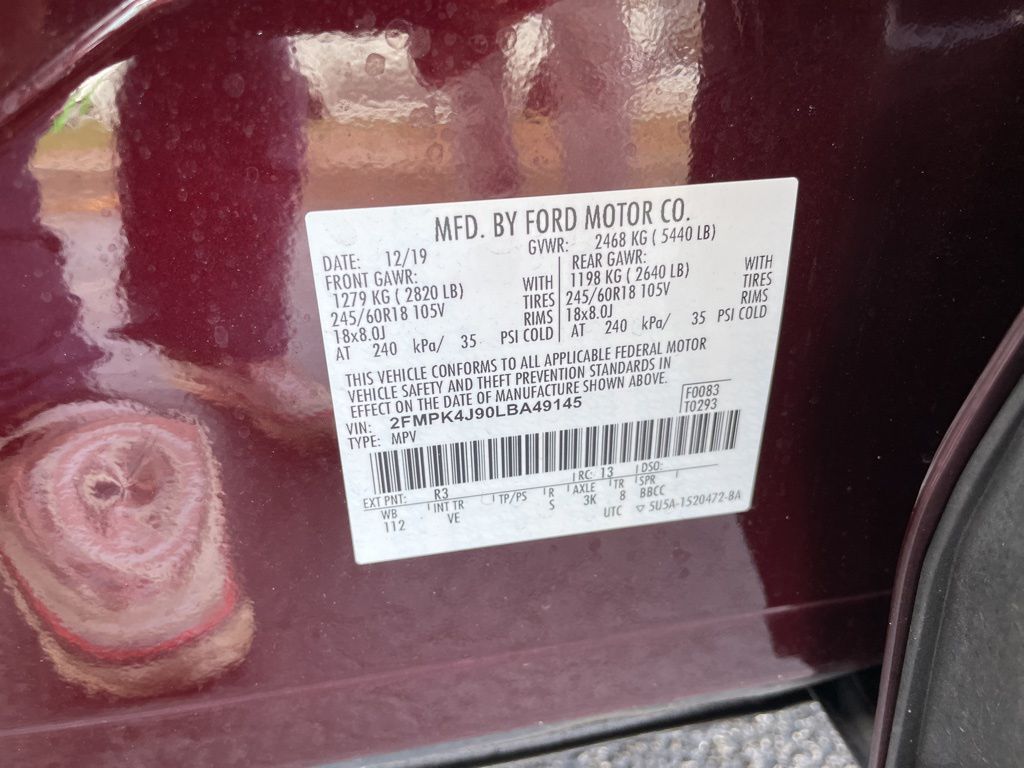 MFD. BY FORD MOTOR CO.
DATE: 12/19 GVWR: 2468 KG ( 5440 LB)
FRONT GAWR: WITH REAR GAWR: WITH
1279 KG ( 2820 LB) TIRES 1198 KG ( 2640 LB) TIRES
245/60R18 105V RIMS 245/60R18 105V RIMS
18x8.0J 18x8.0J
AT 240 kPa/ 35 PSI COLD AT 240 kPa/ 35 PSI COLD
THIS VEHICLE CONFORMS TO ALL APPLICABLE FEDERAL MOTOR
VEHICLE SAFETY AND THEFT PREVENTION STANDARDS IN
EFFECT ON THE DATE OF MANUFACTURE SHOWN ABOVE.
VIN: 2FMPK4J90LBA49145 F0083
TYPE: MPV T0293
EXT PNT: R3 RC: 13 DSO:
WB INT TR TP/PS R AXLE TR SPR
112 VE S 3K 8 BBCC
UTC ▽ 5U5A-1520472-BA